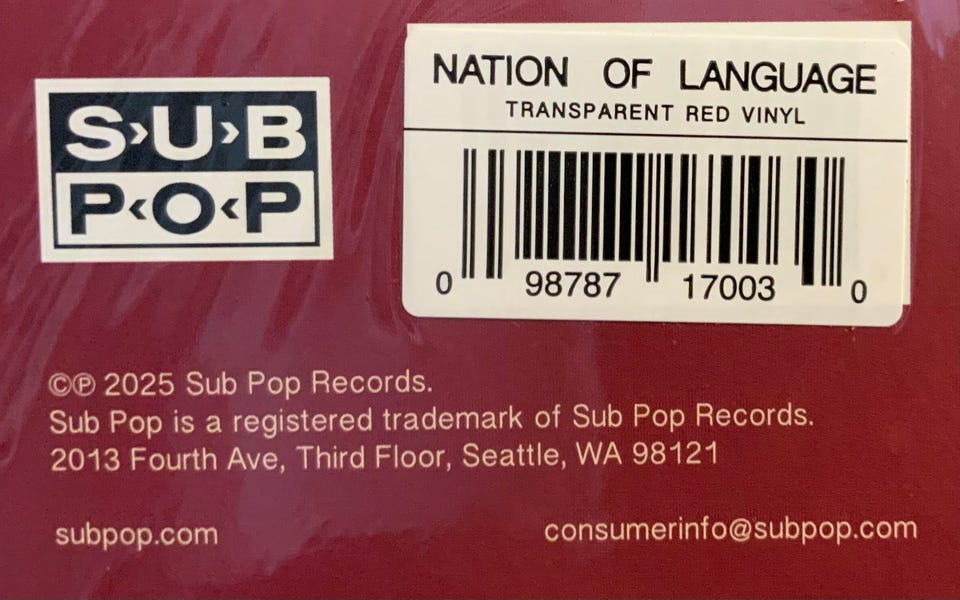 S›U›B
P‹O‹P
NATION OF LANGUAGE
TRANSPARENT RED VINYL
0 98787 17003 0
©℗ 2025 Sub Pop Records.
Sub Pop is a registered trademark of Sub Pop Records.
2013 Fourth Ave, Third Floor, Seattle, WA 98121
subpop.com
consumerinfo@subpop.com